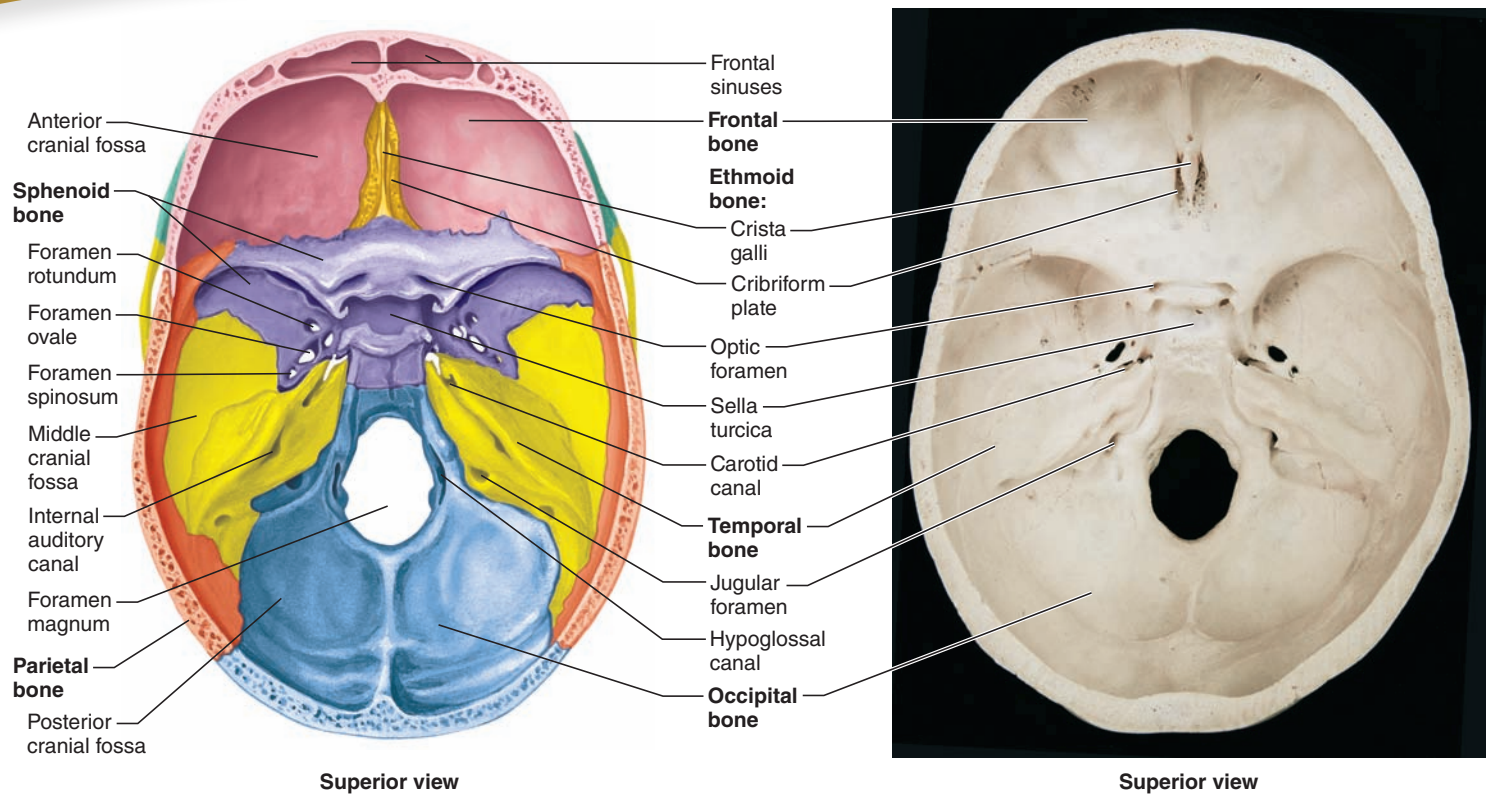 Anterior
cranial fossa
Sphenoid
bone
Foramen
rotundum
Foramen
ovale
Foramen
spinosum
Middle
cranial
fossa
Internal
auditory
canal
Foramen
magnum
Parietal
bone
Posterior
cranial fossa
Frontal
sinuses
Frontal
bone
Ethmoid
bone:
Crista
galli
Cribriform
plate
Optic
foramen
Sella
turcica
Carotid
canal
Temporal
bone
Jugular
foramen
Hypoglossal
canal
Occipital
bone
Superior view
Superior view